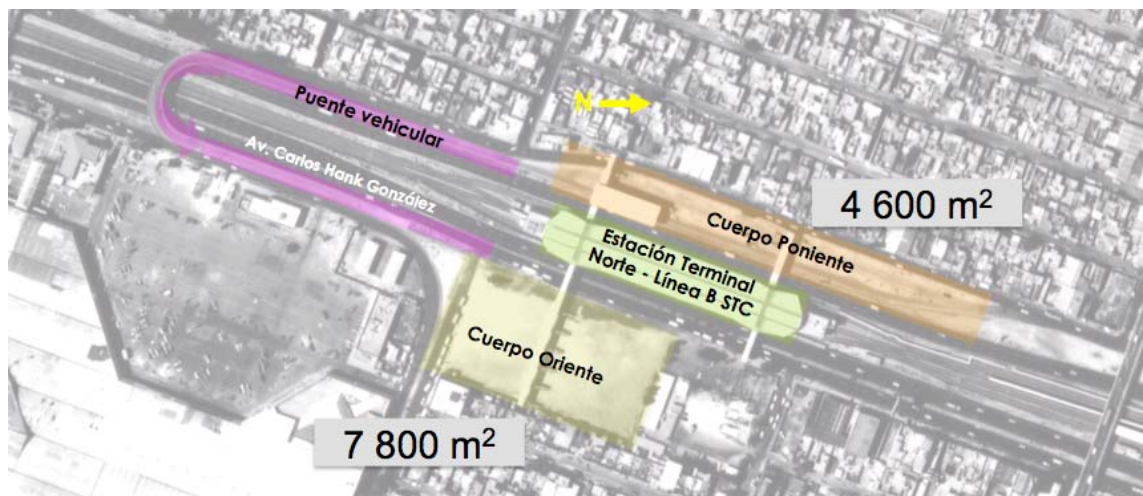 Puente vehicular
N
Av. Carlos Hank González
4 600 m²
Cuerpo Poniente
Estación Terminal
Norte - Línea B STC
Cuerpo Oriente
7 800 m²